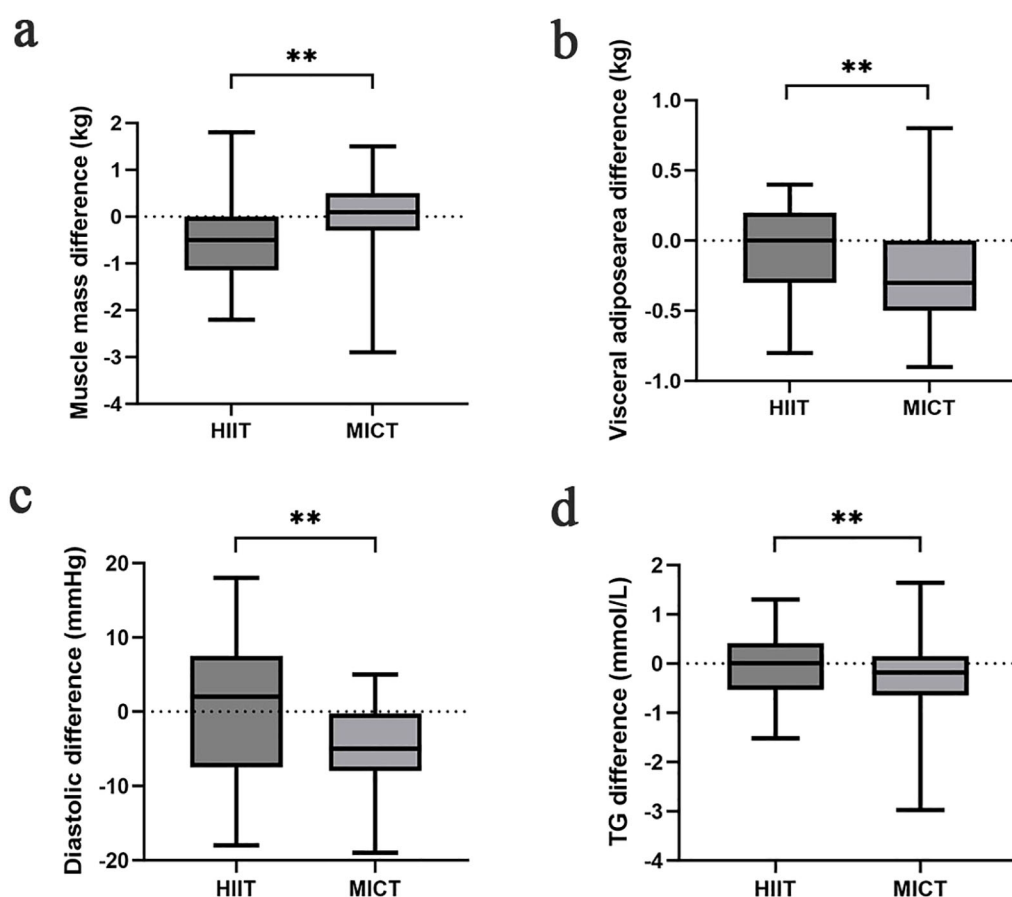 a
**
Muscle mass difference (kg)
2
1
0
-1
-2
-3
-4
HIIT MICT
b
**
Visceral adiposearea difference (kg)
1.0
0.5
0.0
-0.5
-1.0
HIIT MICT
c
**
Diastolic difference (mmHg)
20
10
0
-10
-20
HIIT MICT
d
**
TG difference (mmol/L)
2
1
0
-1
-2
-3
-4
HIIT MICT